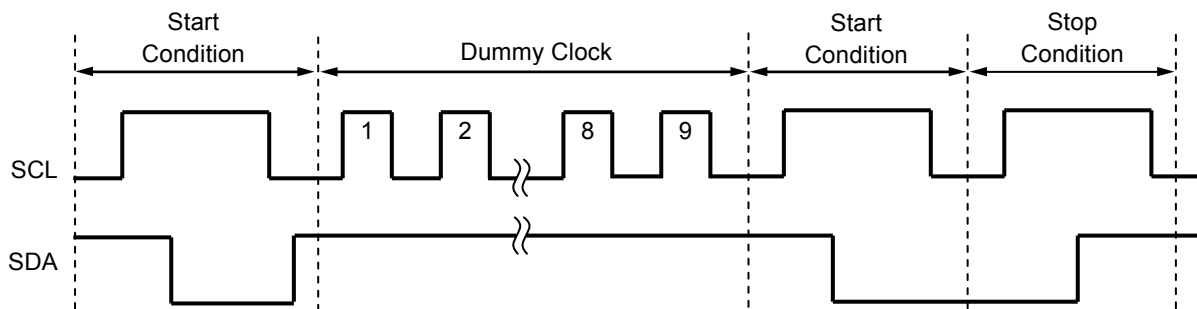 Start
Condition
Dummy Clock
Start
Condition
Stop
Condition
SCL
1
2
8
9
SDA